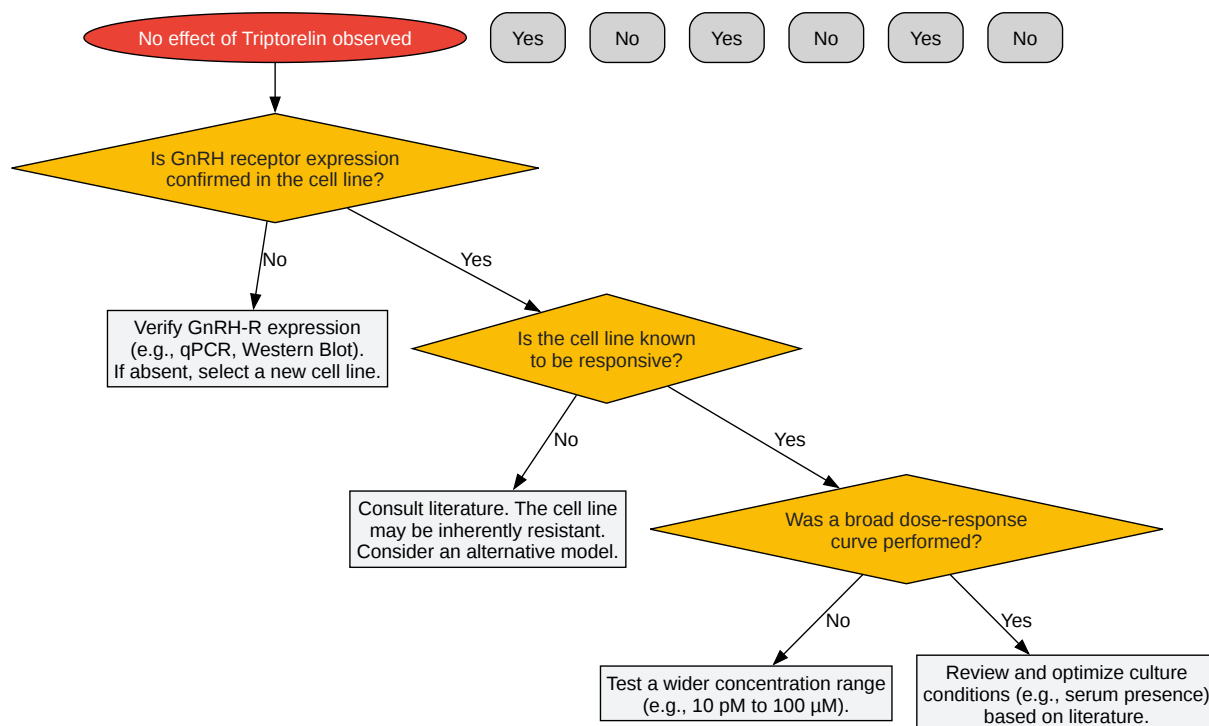 No effect of Triptorelin observed
Yes
No
Yes
No
Yes
No
Is GnRH receptor expression
confirmed in the cell line?
No
Yes
Verify GnRH-R expression
(e.g., qPCR, Western Blot).
If absent, select a new cell line.
Is the cell line known
to be responsive?
No
Yes
Consult literature. The cell line
may be inherently resistant.
Consider an alternative model.
Was a broad dose-response
curve performed?
No
Yes
Test a wider concentration range
(e.g., 10 pM to 100 µM).
Review and optimize culture
conditions (e.g., serum presence)
based on literature.